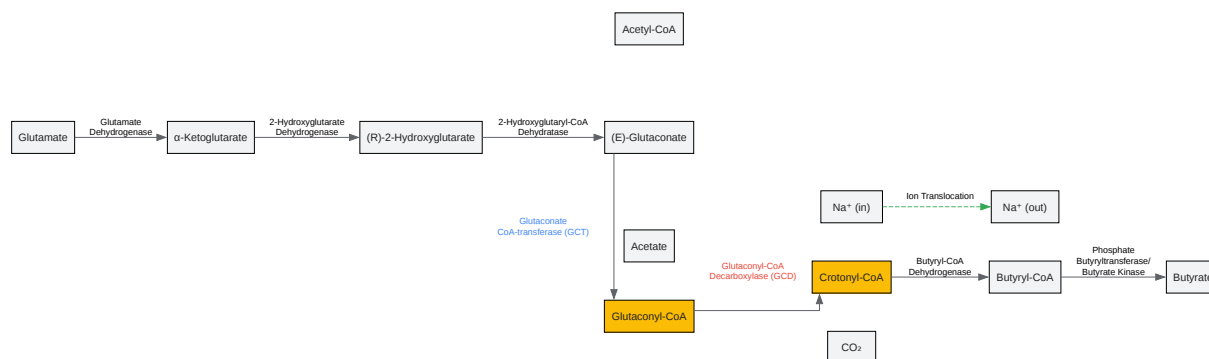 Acetyl-CoA
Glutamate
Glutamate
Dehydrogenase
α-Ketoglutarate
2-Hydroxyglutarate
Dehydrogenase
(R)-2-Hydroxyglutarate
2-Hydroxyglutaryl-CoA
Dehydratase
(E)-Glutaconate
Na⁺ (in)
Ion Translocation
Na⁺ (out)
Glutaconate
CoA-transferase (GCT)
Acetate
Glutaconyl-CoA
Decarboxylase (GCD)
Crotonyl-CoA
Butyryl-CoA
Dehydrogenase
Butyryl-CoA
Phosphate
Butyryltransferase/
Butyrate Kinase
Butyrate
Glutaconyl-CoA
CO₂